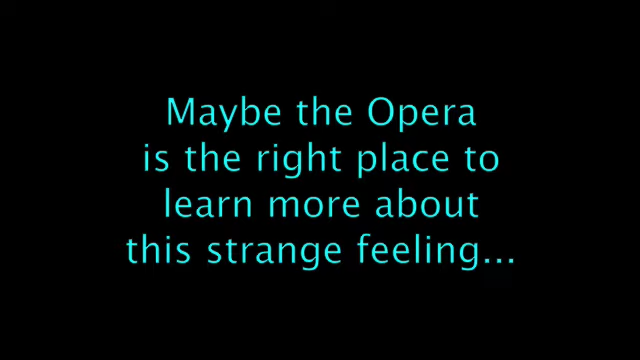 Maybe the Opera
is the right place to
learn more about
this strange feeling...